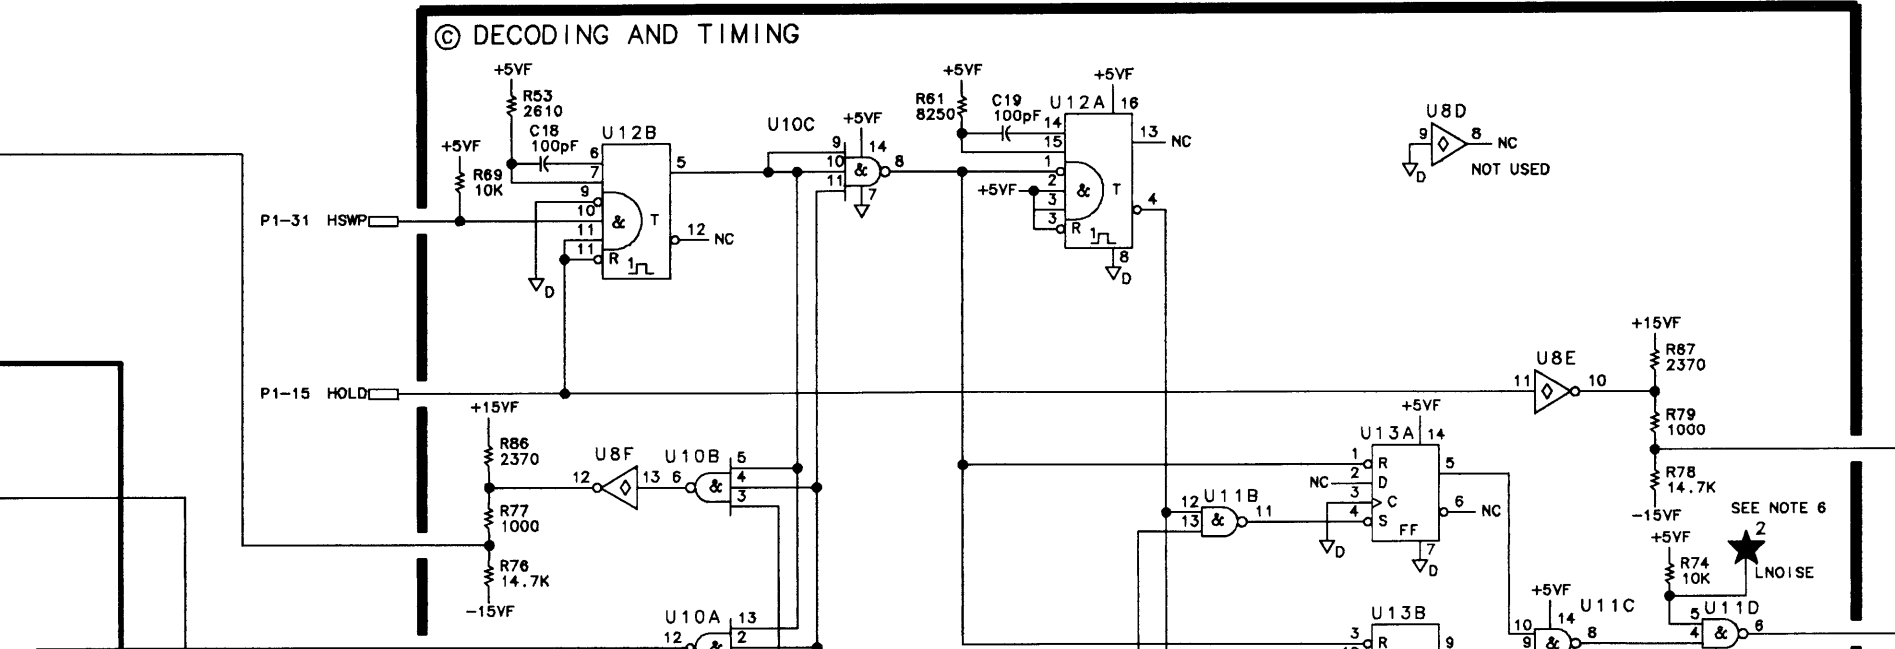 © DECODING AND TIMING
+5VF
R53
2610
C18
100pF
+5VF
R69
10K
U12B
6
7
9
10
11
11
R
&
T
1
5
12
NC
D
P1-31 HSWP
U10C
+5VF
9
10
11
&
14
8
7
+5VF
R61
8250
C19
100pF
U12A
+5VF
16
14
15
1
2
3
3
R
+5VF
&
T
1
13
NC
4
8
D
U8D
9
8
NC
D
NOT USED
P1-15 HOLD
U8E
11
10
+15VF
R87
2370
R79
1000
R78
14.7K
-15VF
+15VF
R86
2370
R77
1000
R76
14.7K
-15VF
U8F
12
13
U10B
6
&
5
4
3
U10A
12
&
13
2
U11B
12
13
&
11
+5VF
U13A
14
1
R
2
D
NC
3
C
4
S
FF
5
6
NC
7
D
D
U13B
3
R
9
SEE NOTE 6
2
+5VF
R74
10K
LNOISE
+5VF
U11C
14
10
9
&
8
U11D
5
4
&
6